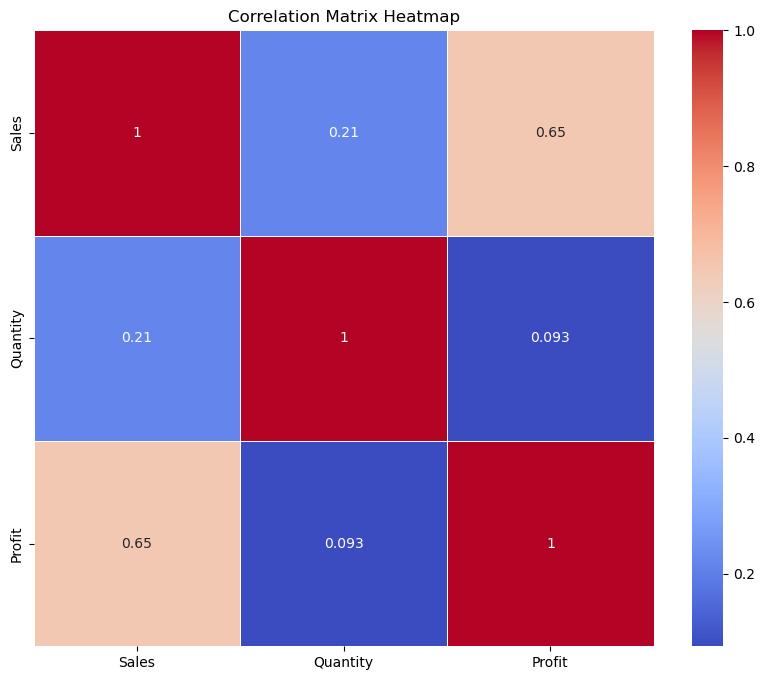 Correlation Matrix Heatmap
Sales
1
0.21
0.65
Quantity
0.21
1
0.093
Profit
0.65
0.093
1
Sales
Quantity
Profit
1.0
0.8
0.6
0.4
0.2